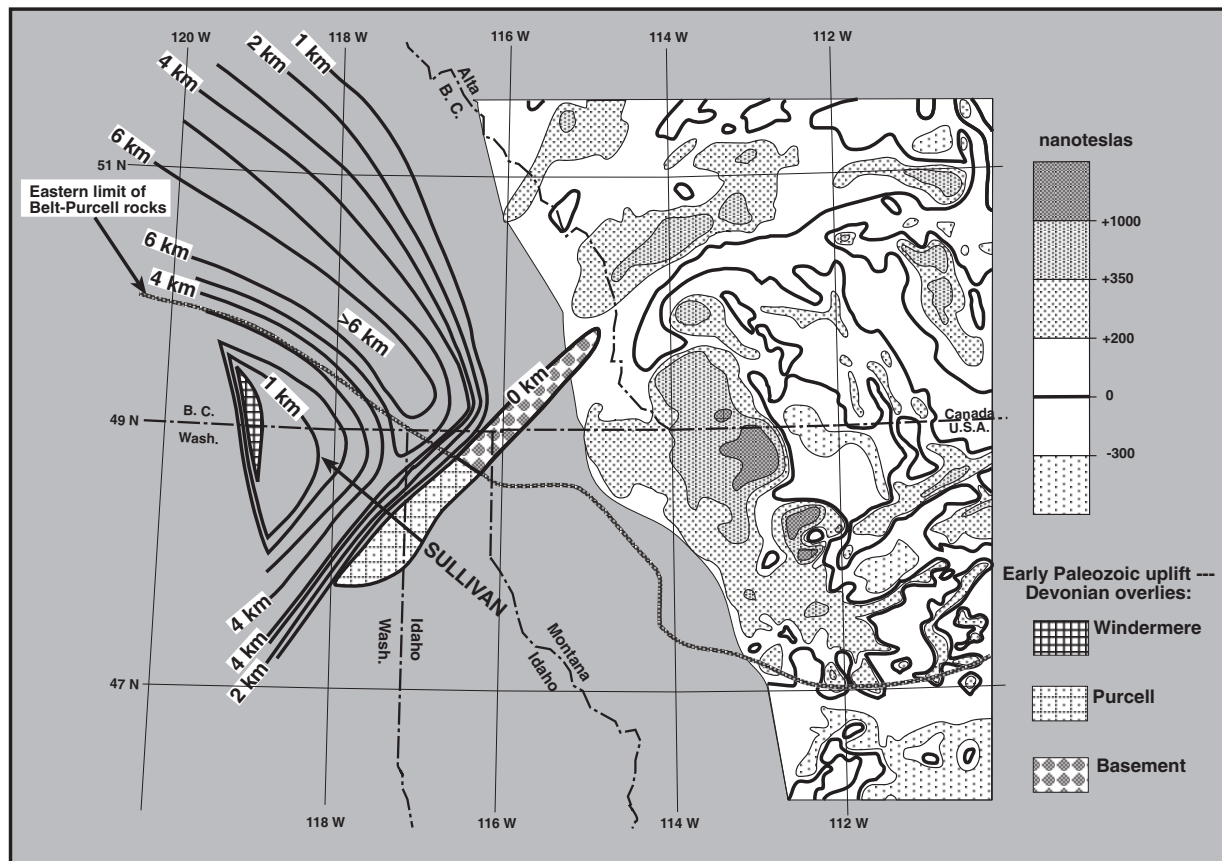 120 W
118 W
116 W
114 W
112 W
1 km
2 km
4 km
6 km
Alta
B. C.
51 N
Eastern limit of
Belt-Purcell rocks
6 km
4 km
>6 km
1 km
0 km
49 N
B. C.
Wash.
Canada
U.S.A.
SULLIVAN
4 km
4 km
2 km
Idaho
Wash.
Montana
Idaho
47 N
118 W
116 W
114 W
112 W
nanoteslas
+1000
+350
+200
0
-300
Early Paleozoic uplift ---
Devonian overlies:
Windermere
Purcell
Basement